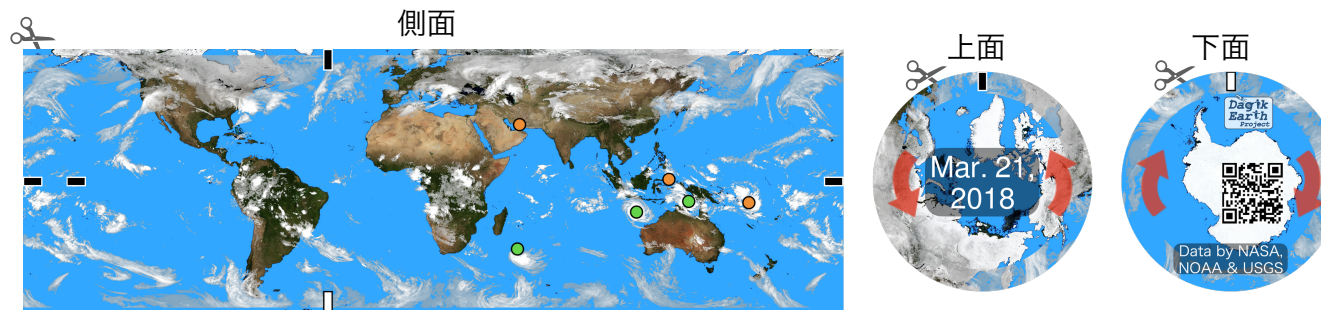 側面
上面
下面
Mar. 21,
2018
Dagik
Earth
Project
Data by NASA,
NOAA & USGS